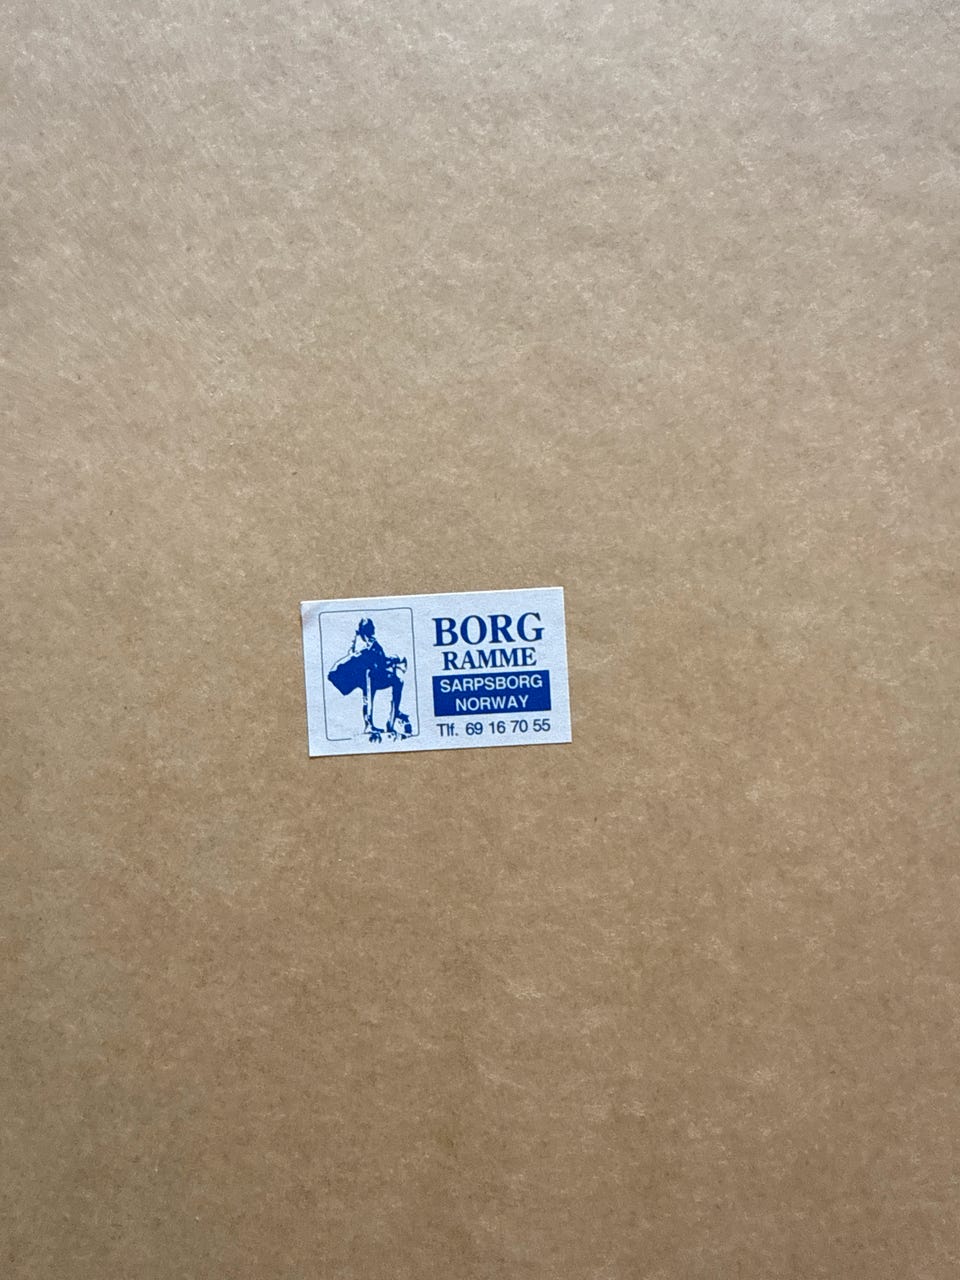 BORG
RAMME
SARPSBORG
NORWAY
Tlf. 69 16 70 55